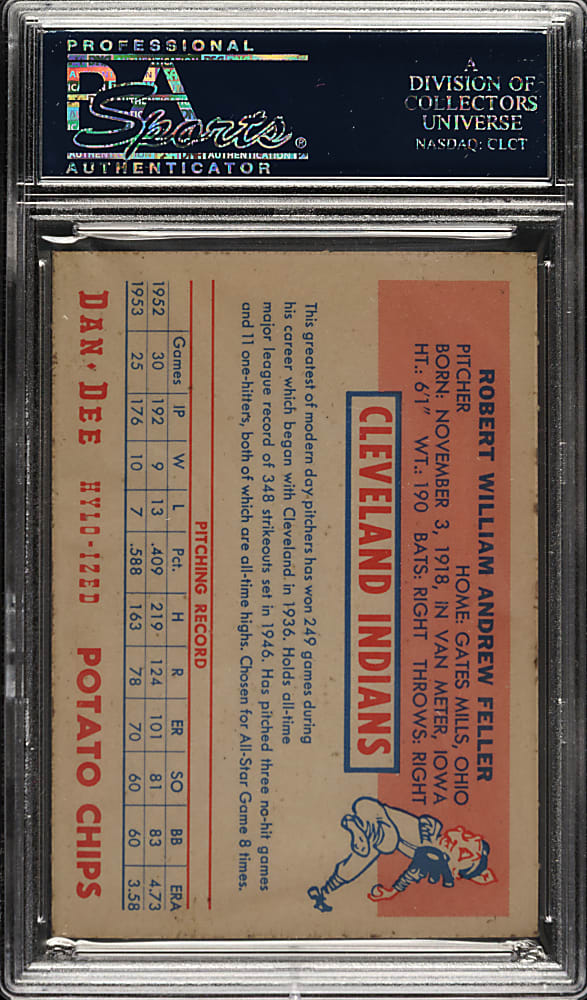 PROFESSIONAL
PSA
Sports®
AUTHENTICATOR
A
DIVISION OF
COLLECTORS
UNIVERSE
NASDAQ: CLCT
ROBERT WILLIAM ANDREW FELLER
PITCHER HOME: GATES MILLS, OHIO
BORN: NOVEMBER 3, 1918, IN VAN METER, IOWA
HT.: 6'1" WT.: 190 BATS: RIGHT THROWS: RIGHT
CLEVELAND INDIANS
This greatest of modern day pitchers has won 249 games during
his career which began with Cleveland in 1936. Holds all-time
major league record of 348 strikeouts set in 1946. Has pitched three no-hit games
and 11 one-hitters, both of which are all-time highs. Chosen for All-Star Game 8 times.
PITCHING RECORD
Games IP W L Pct. H R ER SO BB ERA
1952 30 192 9 13 .409 219 124 101 81 83 4.73
1953 25 176 10 7 .588 163 78 70 60 60 3.58
DAN·DEE HYLO-IZED POTATO CHIPS